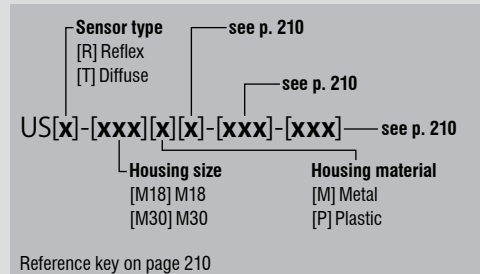 Sensor type
[R] Reflex
[T] Diffuse
see p. 210
see p. 210
US[x]-[xxx][x][x]-[xxx]-[xxx]
see p. 210
Housing size
[M18] M18
[M30] M30
Housing material
[M] Metal
[P] Plastic
Reference key on page 210